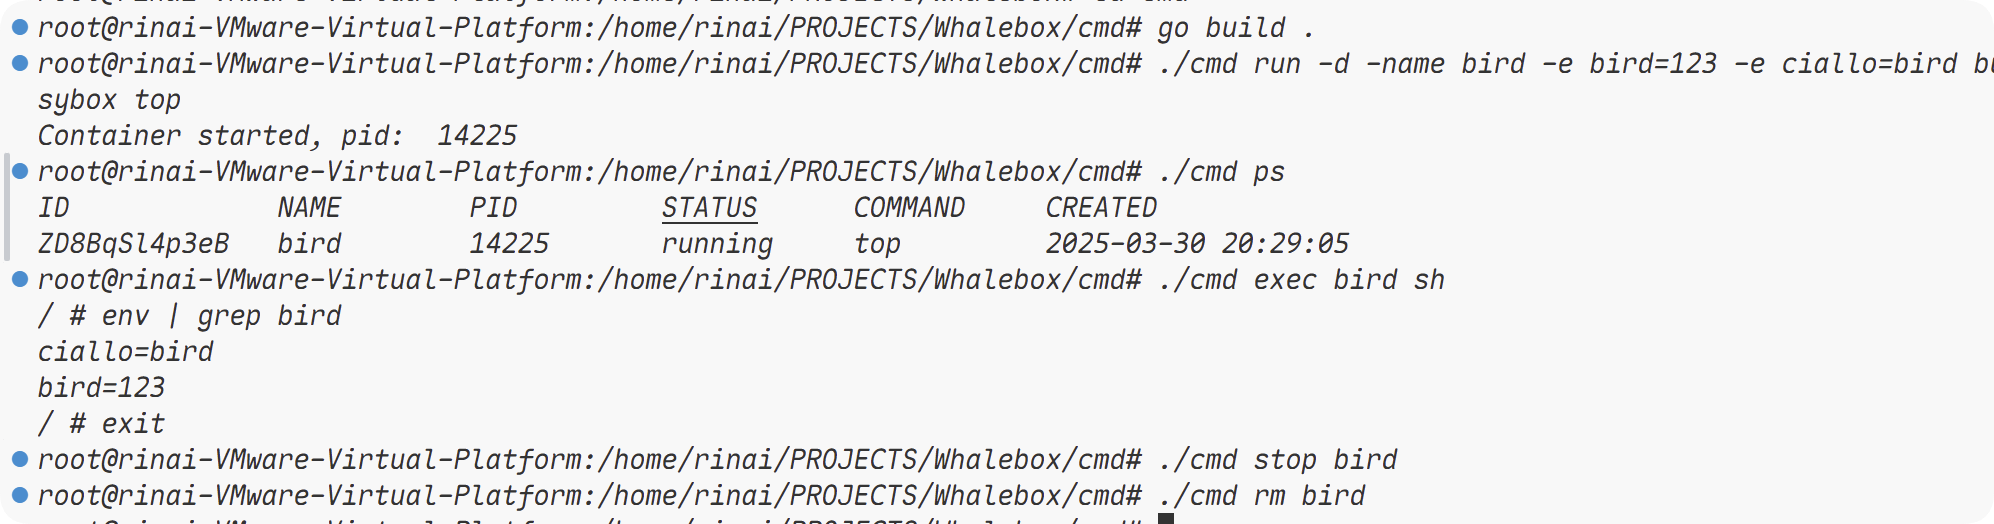 root@rinai-VMware-Virtual-Platform:/home/rinai/PROJECTS/Whalebox/cmd# go build .
root@rinai-VMware-Virtual-Platform:/home/rinai/PROJECTS/Whalebox/cmd# ./cmd run -d -name bird -e bird=123 -e ciallo=bird bu
sybox top
Container started, pid:  14225
root@rinai-VMware-Virtual-Platform:/home/rinai/PROJECTS/Whalebox/cmd# ./cmd ps
ID             NAME        PID         STATUS      COMMAND     CREATED
ZD8BqSl4p3eB   bird        14225       running     top         2025-03-30 20:29:05
root@rinai-VMware-Virtual-Platform:/home/rinai/PROJECTS/Whalebox/cmd# ./cmd exec bird sh
/ # env | grep bird
ciallo=bird
bird=123
/ # exit
root@rinai-VMware-Virtual-Platform:/home/rinai/PROJECTS/Whalebox/cmd# ./cmd stop bird
root@rinai-VMware-Virtual-Platform:/home/rinai/PROJECTS/Whalebox/cmd# ./cmd rm bird